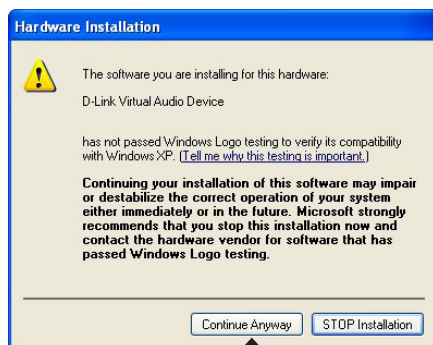 Hardware Installation
The software you are installing for this hardware:
D-Link Virtual Audio Device
has not passed Windows Logo testing to verify its compatibility
with Windows XP. (Tell me why this testing is important.)
Continuing your installation of this software may impair
or destabilize the correct operation of your system
either immediately or in the future. Microsoft strongly
recommends that you stop this installation now and
contact the hardware vendor for software that has
passed Windows Logo testing.
Continue Anyway STOP Installation